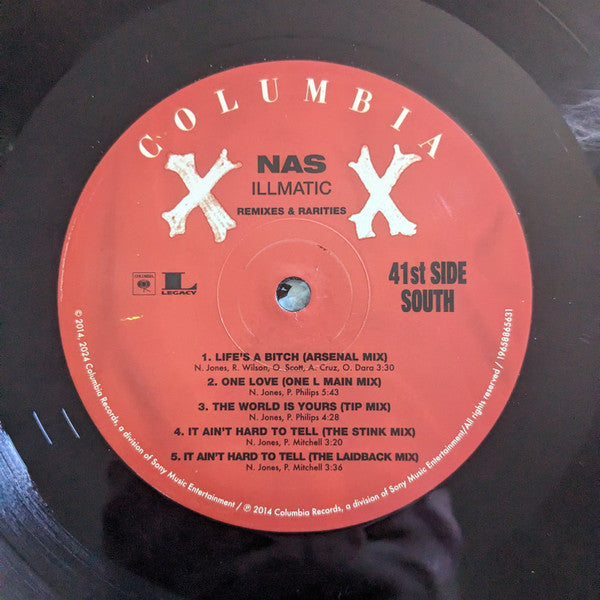 COLUMBIA
X X
NAS
ILLMATIC
REMIXES & RARITIES
COLUMBIA
L
LEGACY
41st SIDE
SOUTH
1. LIFE'S A BITCH (ARSENAL MIX)
N. Jones, R. Wilson, O. Scott, A. Cruz, O. Dara 3:30
2. ONE LOVE (ONE L MAIN MIX)
N. Jones, P. Philips 5:43
3. THE WORLD IS YOURS (TIP MIX)
N. Jones, P. Philips 4:28
4. IT AIN'T HARD TO TELL (THE STINK MIX)
N. Jones, P. Mitchell 3:20
5. IT AIN'T HARD TO TELL (THE LAIDBACK MIX)
N. Jones, P. Mitchell 3:36
© 2014, 2024 Columbia Records, a division of Sony Music Entertainment / ℗ 2014 Columbia Records, a division of Sony Music Entertainment/All rights reserved / 19658865631